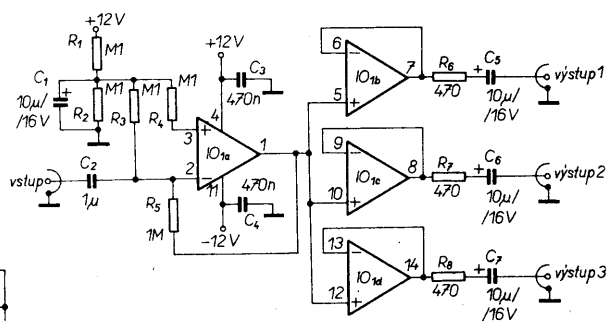 +12V
R1 M1
C1 +
10µ/
/16V
M1
R2
M1
R3
M1
R4
+12V
C3
470n
4
3
+
IO1a
1
2
−
11
470n
C4
−12V
vstup
C2
1µ
R5
1M
6
−
7
IO1b
5
+
R6
470
+ C5
10µ/
/16V
výstup 1
9
−
8
IO1c
10
+
R7
470
+ C6
10µ/
/16V
výstup 2
13
−
14
IO1d
12
+
R8
470
+ C7
10µ/
/16V
výstup 3